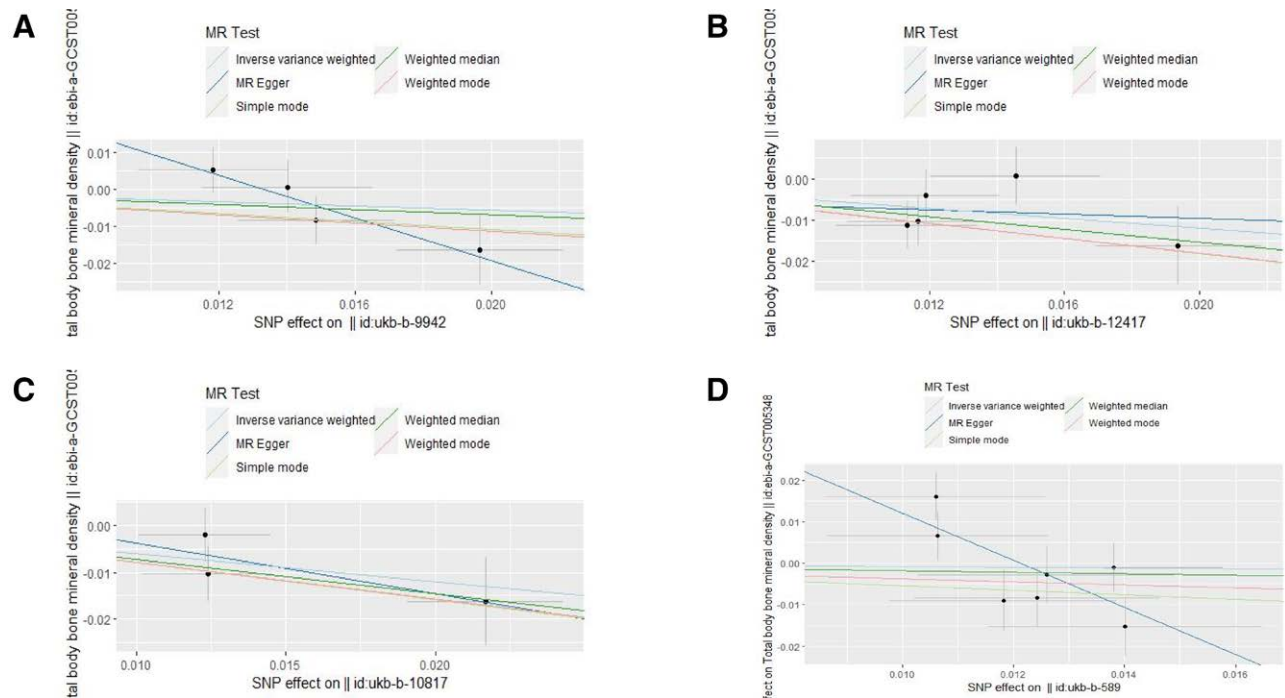 A
tal body bone mineral density || id:ebi-a-GCST005
MR Test
Inverse variance weighted
Weighted median
MR Egger
Weighted mode
Simple mode
0.01
0.00
-0.01
-0.02
0.012
0.016
0.020
SNP effect on || id:ukb-b-9942
B
tal body bone mineral density || id:ebi-a-GCST005
MR Test
Inverse variance weighted
Weighted median
MR Egger
Weighted mode
Simple mode
0.00
-0.01
-0.02
0.012
0.016
0.020
SNP effect on || id:ukb-b-12417
C
tal body bone mineral density || id:ebi-a-GCST005
MR Test
Inverse variance weighted
Weighted median
MR Egger
Weighted mode
Simple mode
0.00
-0.01
-0.02
0.010
0.015
0.020
SNP effect on || id:ukb-b-10817
D
fect on Total body bone mineral density || id:ebi-a-GCST005348
MR Test
Inverse variance weighted
Weighted median
MR Egger
Weighted mode
Simple mode
0.02
0.01
0.00
-0.01
-0.02
0.010
0.012
0.014
0.016
SNP effect on || id:ukb-b-589